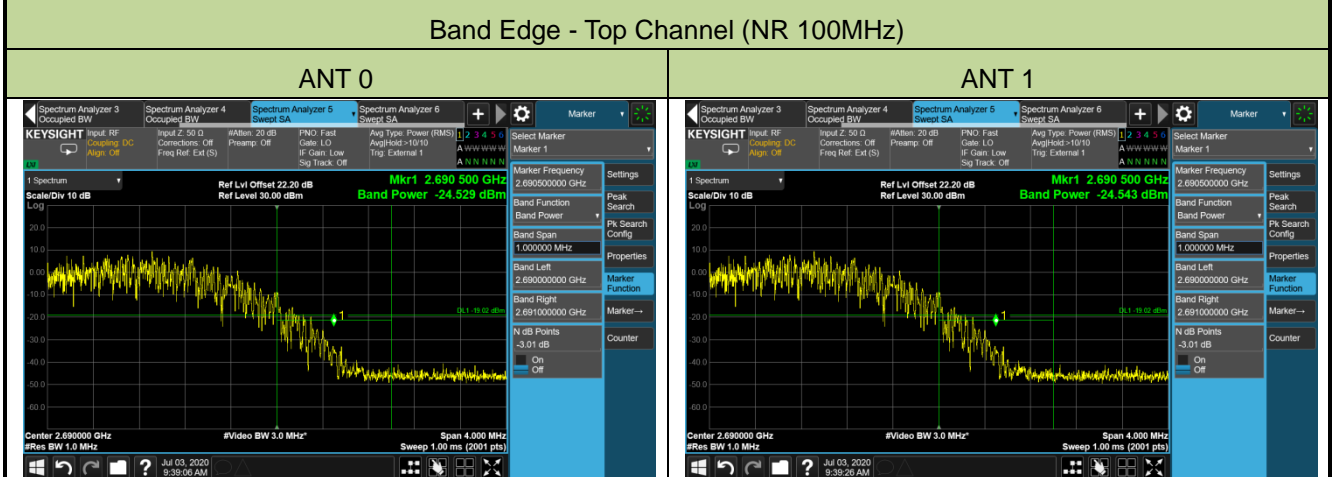 Band Edge - Top Channel (NR 100MHz)
ANT 0
ANT 1
Spectrum Analyzer 3
Occupied BW
Spectrum Analyzer 4
Occupied BW
Spectrum Analyzer 5
Swept SA
Spectrum Analyzer 6
Swept SA
+
Marker
KEYSIGHT
Input: RF
Coupling: DC
Align: Off
Input Z: 50 Ω
Corrections: Off
Freq Ref: Ext (S)
#Atten: 20 dB
Preamp: Off
PNO: Fast
Gate: LO
IF Gain: Low
Sig Track: Off
Avg Type: Power (RMS)
Avg|Hold:>10/10
Trig: External 1
1 2 3 4 5 6
A W W W W W
A N N N N N
Select Marker
Marker 1
1 Spectrum
Scale/Div 10 dB
Log
Ref Lvl Offset 22.20 dB
Ref Level 30.00 dBm
Mkr1 2.690 500 GHz
Band Power -24.529 dBm
20.0
10.0
0.00
-10.0
-20.0
-30.0
-40.0
-50.0
-60.0
1
DL1 -19.02 dBm
Center 2.690000 GHz
#Res BW 1.0 MHz
#Video BW 3.0 MHz*
Span 4.000 MHz
Sweep 1.00 ms (2001 pts)
Marker Frequency
2.690500000 GHz
Band Function
Band Power
Band Span
1.000000 MHz
Band Left
2.690000000 GHz
Band Right
2.691000000 GHz
N dB Points
-3.01 dB
On
Off
Settings
Peak
Search
Pk Search
Config
Properties
Marker
Function
Marker→
Counter
?
Jul 03, 2020
9:39:06 AM
Spectrum Analyzer 3
Occupied BW
Spectrum Analyzer 4
Occupied BW
Spectrum Analyzer 5
Swept SA
Spectrum Analyzer 6
Swept SA
+
Marker
KEYSIGHT
Input: RF
Coupling: DC
Align: Off
Input Z: 50 Ω
Corrections: Off
Freq Ref: Ext (S)
#Atten: 20 dB
Preamp: Off
PNO: Fast
Gate: LO
IF Gain: Low
Sig Track: Off
Avg Type: Power (RMS)
Avg|Hold:>10/10
Trig: External 1
1 2 3 4 5 6
A W W W W W
A N N N N N
Select Marker
Marker 1
1 Spectrum
Scale/Div 10 dB
Log
Ref Lvl Offset 22.20 dB
Ref Level 30.00 dBm
Mkr1 2.690 500 GHz
Band Power -24.543 dBm
20.0
10.0
0.00
-10.0
-20.0
-30.0
-40.0
-50.0
-60.0
1
DL1 -19.02 dBm
Center 2.690000 GHz
#Res BW 1.0 MHz
#Video BW 3.0 MHz*
Span 4.000 MHz
Sweep 1.00 ms (2001 pts)
Marker Frequency
2.690500000 GHz
Band Function
Band Power
Band Span
1.000000 MHz
Band Left
2.690000000 GHz
Band Right
2.691000000 GHz
N dB Points
-3.01 dB
On
Off
Settings
Peak
Search
Pk Search
Config
Properties
Marker
Function
Marker→
Counter
?
Jul 03, 2020
9:39:26 AM